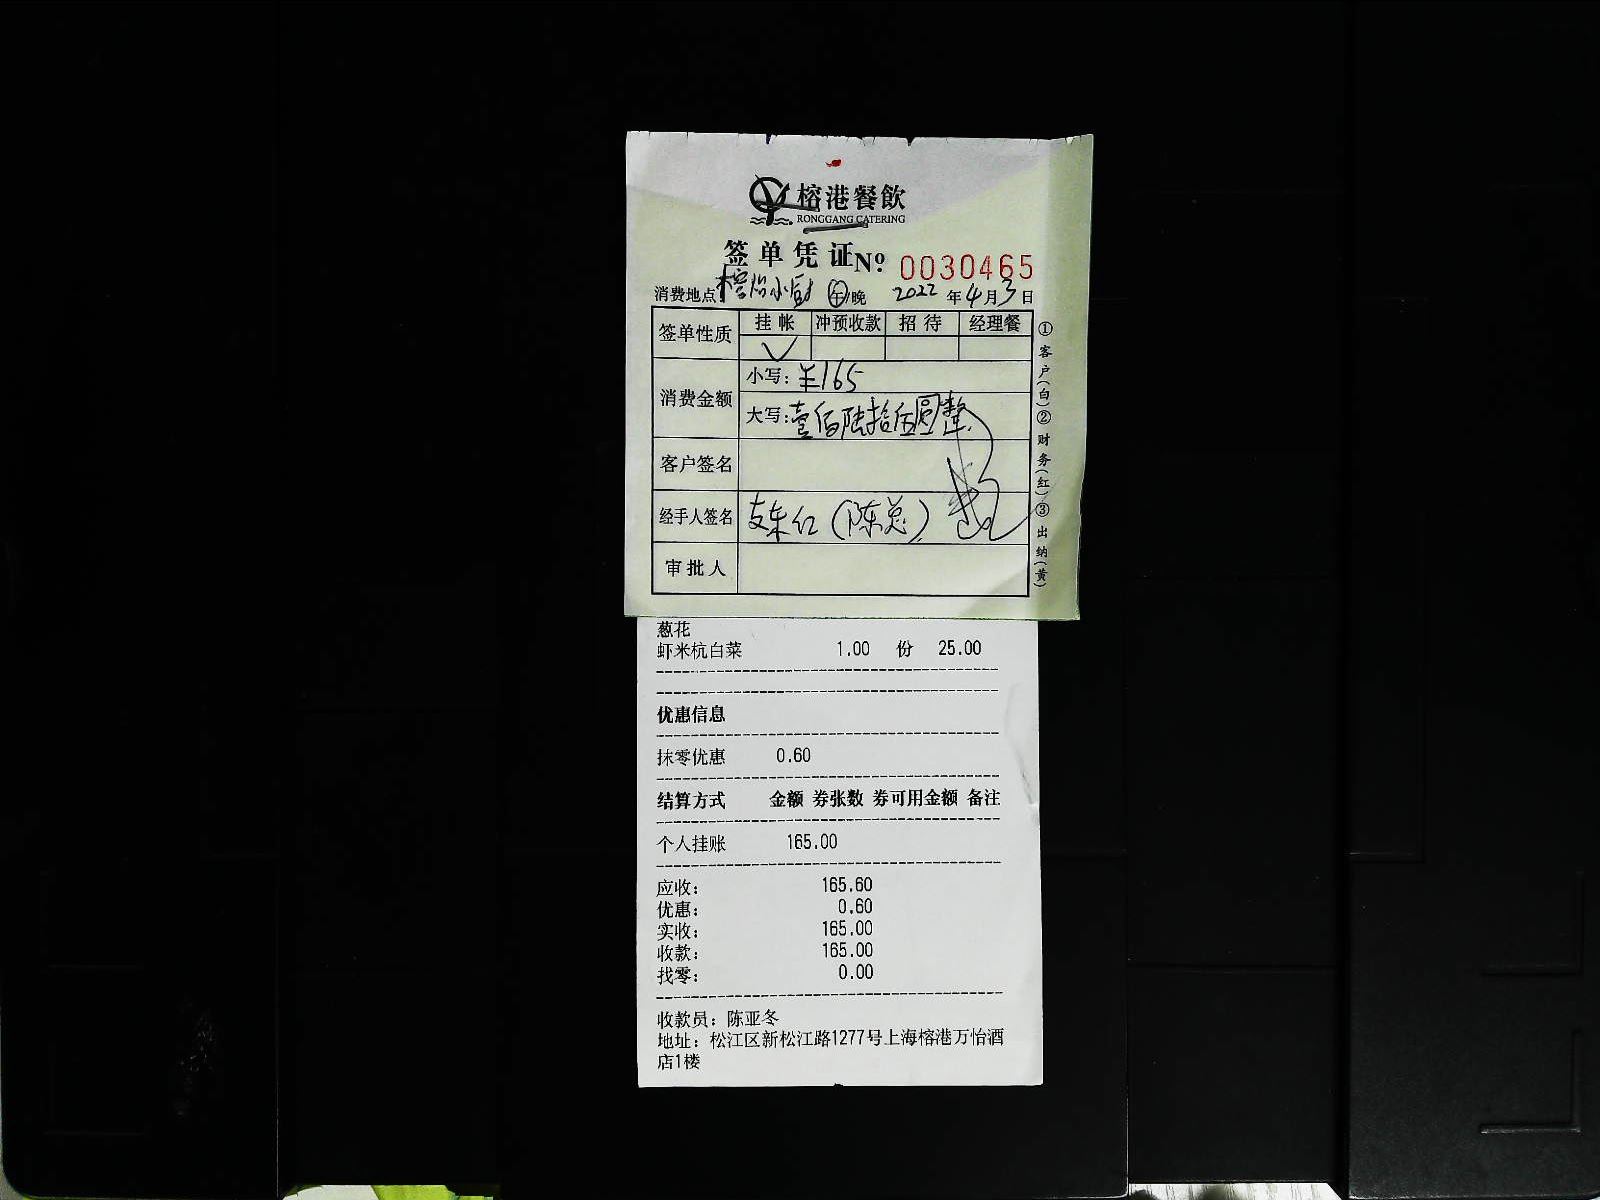 榕港餐飲
RONGGANG CATERING
签单凭证 Nº 0030465
消费地点 榕怡小厨 午/晚 2022 年 4 月 3 日
签单性质 挂帐 冲预收款 招待 经理餐
✓
消费金额 小写: ¥165
大写: 壹佰陆拾伍圆整
客户签名
经手人签名 支东红(陈总)
审批人
①客户(白)②财务(红)③出纳(黄)
葱花
虾米杭白菜 1.00 份 25.00
优惠信息
抹零优惠 0.60
结算方式 金额 券张数 券可用金额 备注
个人挂账 165.00
应收: 165.60
优惠: 0.60
实收: 165.00
收款: 165.00
找零: 0.00
收款员: 陈亚冬
地址: 松江区新松江路1277号上海榕港万怡酒
店1楼